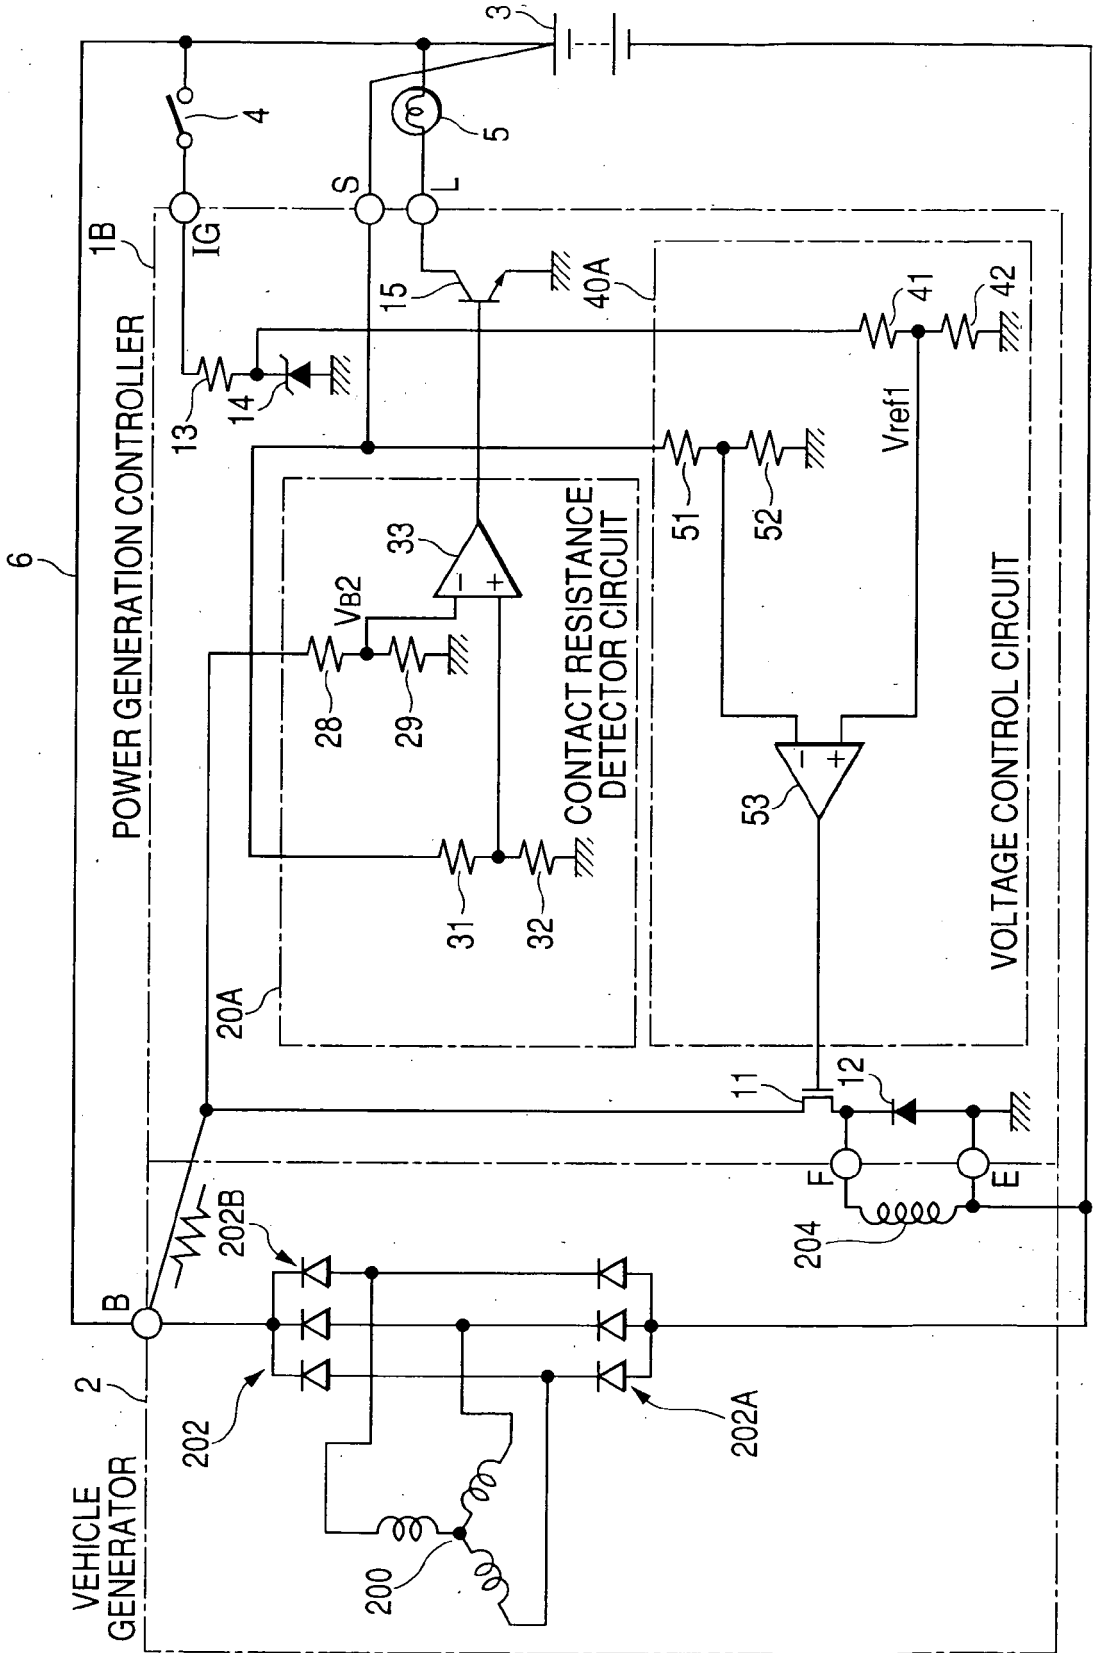 VEHICLE
GENERATOR
2
B
6
POWER GENERATION CONTROLLER
1B
IG
4
S
L
5
3
202
202B
202A
200
204
F
E
11
12
20A
31
32
28
29
VB2
33
CONTACT RESISTANCE
DETECTOR CIRCUIT
13
14
15
40A
51
52
53
41
42
Vref1
VOLTAGE CONTROL CIRCUIT
−
+
−
+